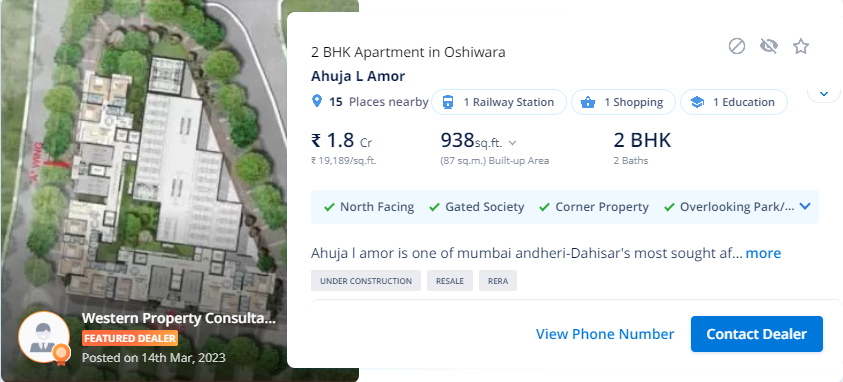 2 BHK Apartment in Oshiwara
Ahuja L Amor
15 Places nearby 1 Railway Station 1 Shopping 1 Education
₹ 1.8 Cr 938sq.ft. 2 BHK
₹ 19,189/sq.ft. (87 sq.m.) Built-up Area 2 Baths
North Facing Gated Society Corner Property Overlooking Park/...
Ahuja l amor is one of mumbai andheri-Dahisar's most sought af... more
UNDER CONSTRUCTION RESALE RERA
View Phone Number Contact Dealer
"A" WING
Western Property Consulta...
FEATURED DEALER
Posted on 14th Mar, 2023